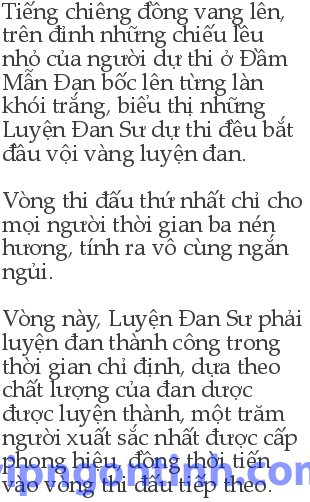 Tiếng chiêng đồng vang lên,
trên đỉnh những chiếu lều
nhỏ của người dự thi ở Đầm
Mẫn Đan bốc lên từng làn
khói trắng, biểu thị những
Luyện Đan Sư dự thi đều bắt
đầu vội vàng luyện đan.

Vòng thi đấu thứ nhất chỉ cho
mọi người thời gian ba nén
hương, tính ra vô cùng ngắn
ngủi.

Vòng này, Luyện Đan Sư phải
luyện đan thành công trong
thời gian chỉ định, dựa theo
chất lượng của đan dược
được luyện thành, một trăm
người xuất sắc nhất được cấp
phong hiệu, đồng thời tiến
vào vòng thi đấu tiếp theo.
vipngontinh.com